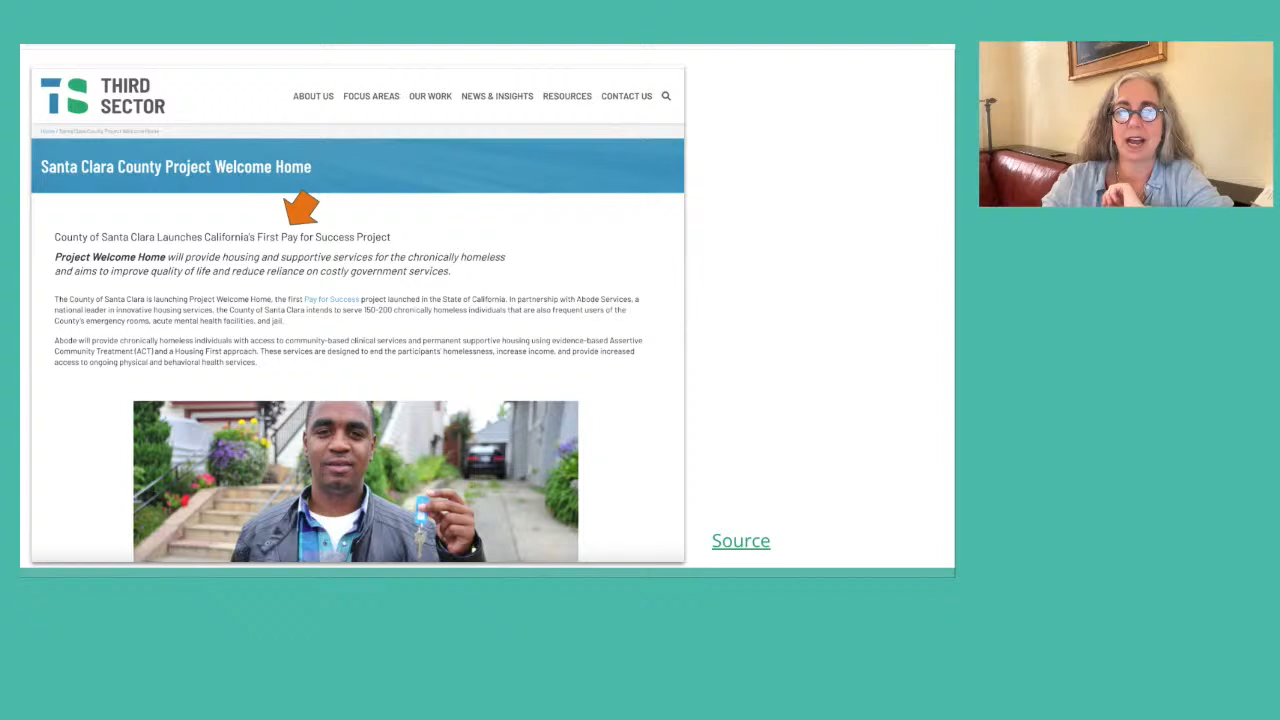 THIRD
SECTOR
ABOUT US FOCUS AREAS OUR WORK NEWS & INSIGHTS RESOURCES CONTACT US
Home / Santa Clara County Project Welcome Home
Santa Clara County Project Welcome Home
County of Santa Clara Launches California's First Pay for Success Project
Project Welcome Home will provide housing and supportive services for the chronically homeless
and aims to improve quality of life and reduce reliance on costly government services.
The County of Santa Clara is launching Project Welcome Home, the first Pay for Success project launched in the State of California. In partnership with Abode Services, a
national leader in innovative housing services, the County of Santa Clara intends to serve 150-200 chronically homeless individuals that are also frequent users of the
County's emergency rooms, acute mental health facilities, and jail.
Abode will provide chronically homeless individuals with access to community-based clinical services and permanent supportive housing using evidence-based Assertive
Community Treatment (ACT) and a Housing First approach. These services are designed to end the participants' homelessness, increase income, and provide increased
access to ongoing physical and behavioral health services.
Source